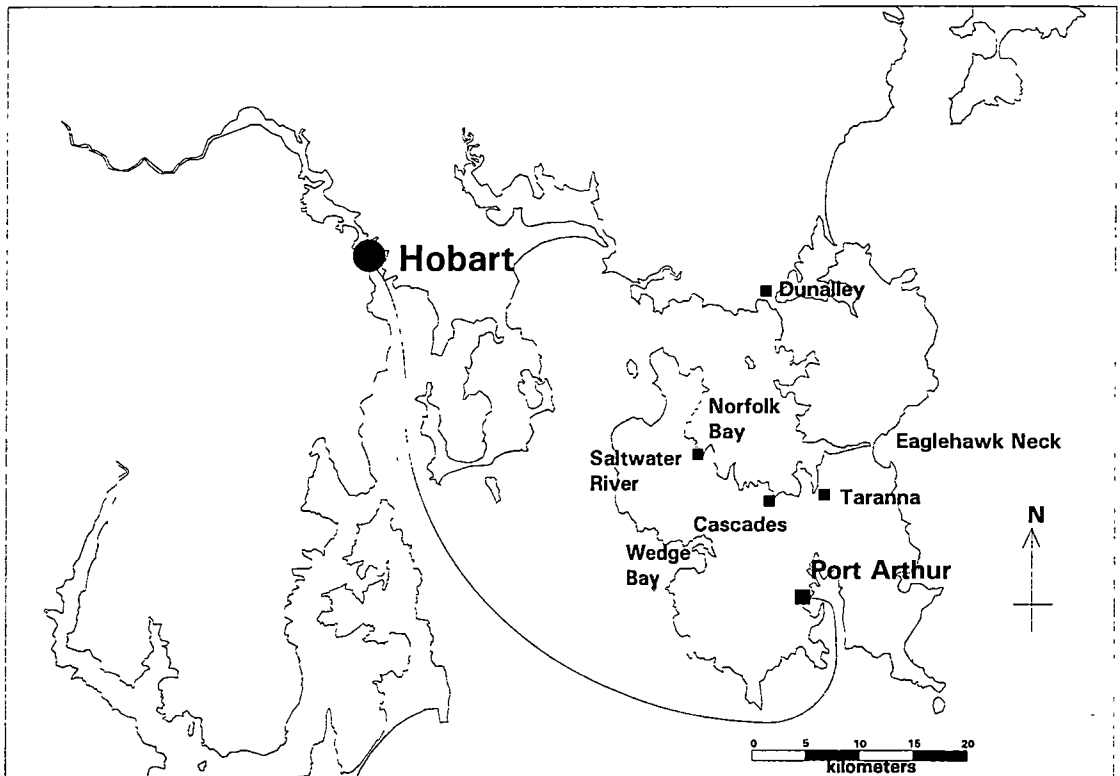 Hobart
Dunalley
Norfolk
Bay
Eaglehawk Neck
Saltwater
River
Taranna
Cascades
N
Wedge
Bay
Port Arthur
0 5 10 15 20
kilometers